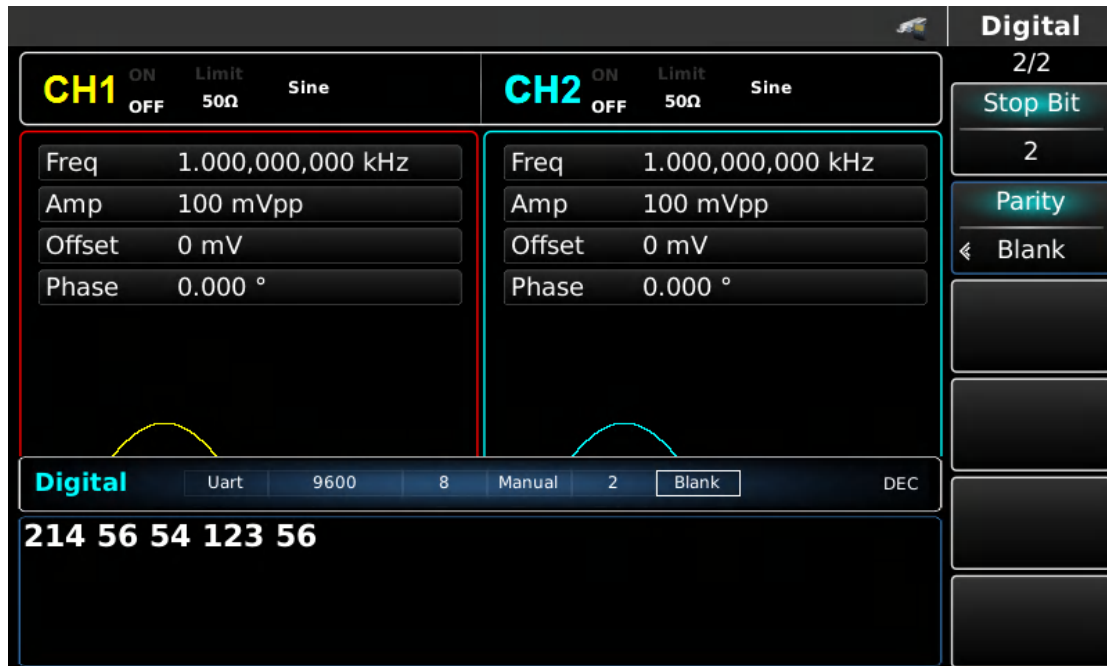 Digital
2/2
CH1 ON OFF Limit 50Ω Sine
CH2 ON OFF Limit 50Ω Sine
Stop Bit
2
Parity
Blank
Freq 1.000,000,000 kHz
Amp 100 mVpp
Offset 0 mV
Phase 0.000 °
Freq 1.000,000,000 kHz
Amp 100 mVpp
Offset 0 mV
Phase 0.000 °
Digital Uart 9600 8 Manual 2 Blank DEC
214 56 54 123 56